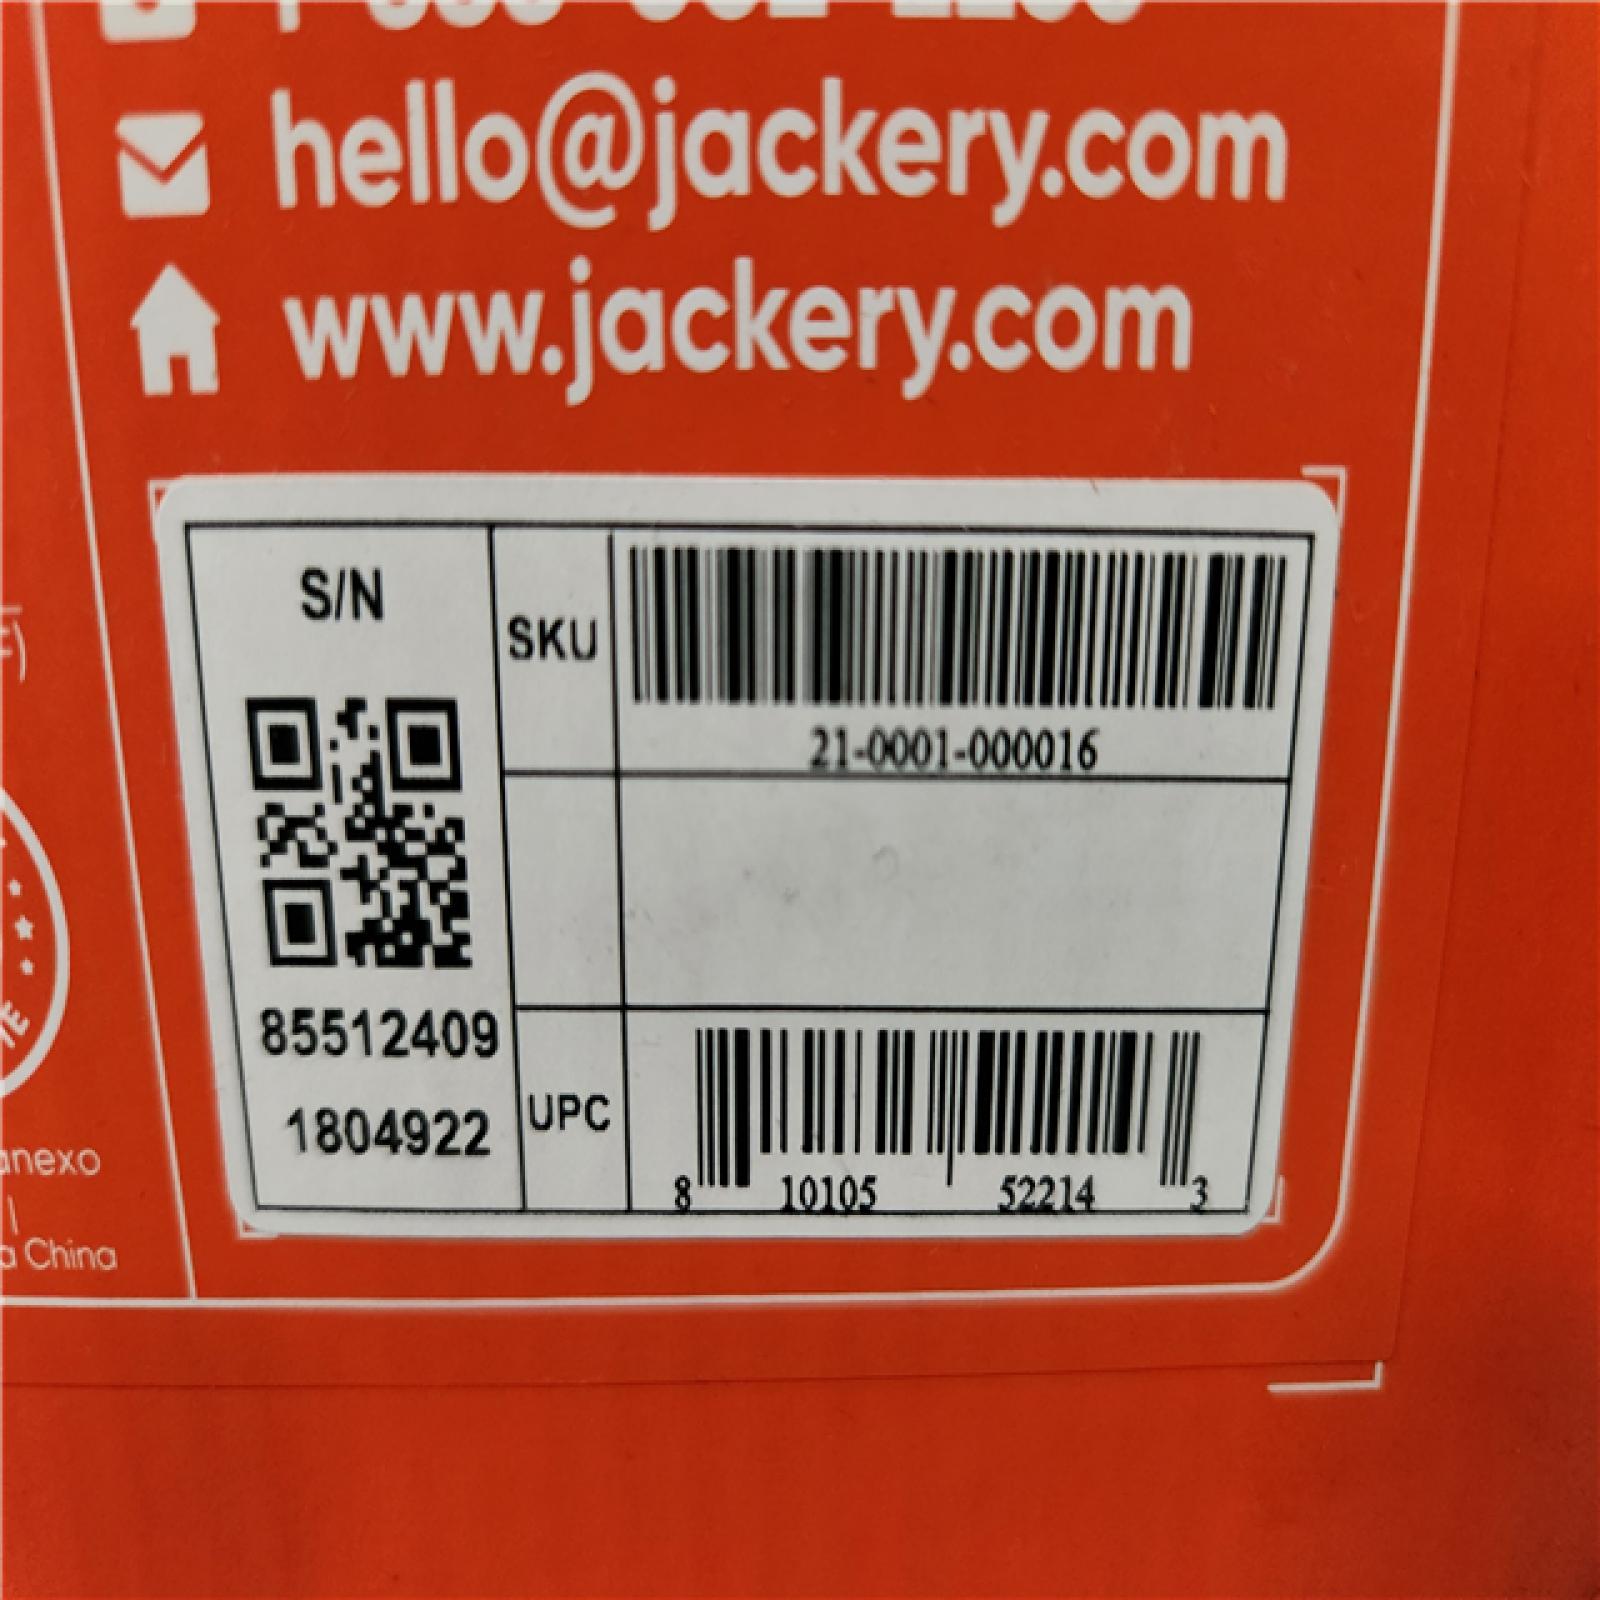 hello@jackery.com
www.jackery.com
S/N
SKU
21-0001-000016
85512409
1804922
UPC
8 10105 52214 3
anexo
China